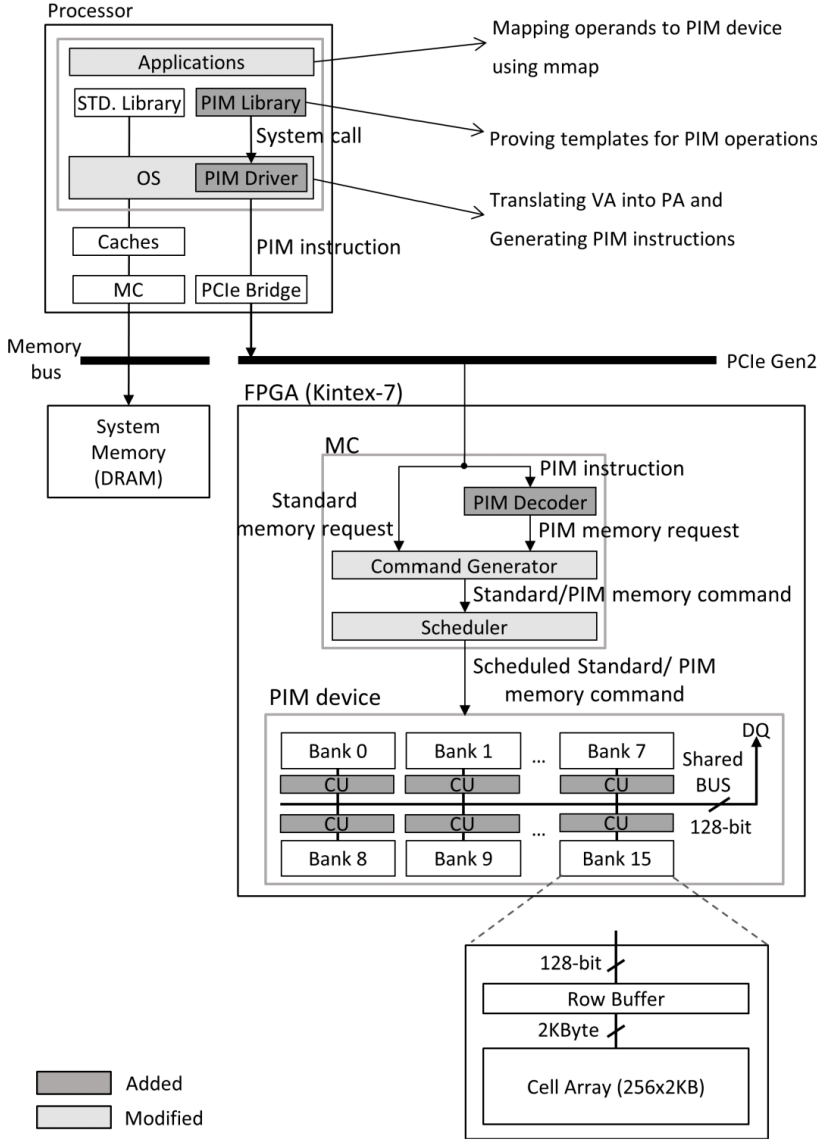 Processor
Applications
Mapping operands to PIM device
using mmap
STD. Library
PIM Library
System call
Proving templates for PIM operations
OS
PIM Driver
Translating VA into PA and
Generating PIM instructions
Caches
PIM instruction
MC
PCIe Bridge
Memory
bus
PCIe Gen2
FPGA (Kintex-7)
System
Memory
(DRAM)
MC
PIM instruction
Standard
memory request
PIM Decoder
PIM memory request
Command Generator
Standard/PIM memory command
Scheduler
Scheduled Standard/ PIM
memory command
PIM device
DQ
Bank 0
Bank 1
...
Bank 7
Shared
BUS
CU
CU
CU
128-bit
CU
CU
...
CU
Bank 8
Bank 9
Bank 15
128-bit
Row Buffer
2KByte
Cell Array (256x2KB)
Added
Modified